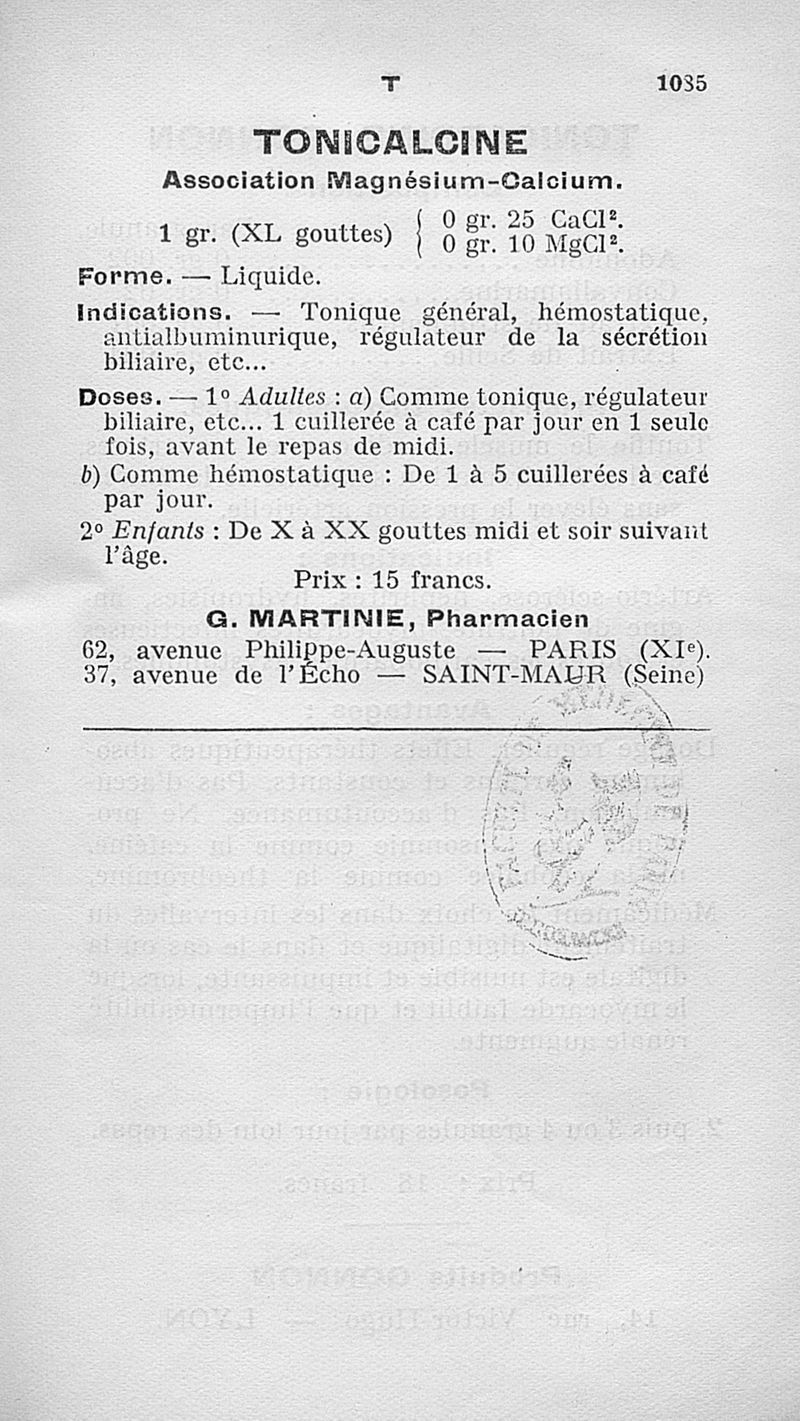 T 1035
TONICALCINE
Association Magnésium-Calcium.
1 gr. (XL gouttes) { 0 gr. 25 CaCl².
0 gr. 10 MgCl².
Forme. — Liquide.
Indications. — Tonique général, hémostatique,
antialbuminurique, régulateur de la sécrétion
biliaire, etc...
Doses. — 1º Adultes : a) Comme tonique, régulateur
biliaire, etc... 1 cuillerée à café par jour en 1 seule
fois, avant le repas de midi.
b) Comme hémostatique : De 1 à 5 cuillerées à café
par jour.
2º Enfants : De X à XX gouttes midi et soir suivant
l'âge.
Prix : 15 francs.
G. MARTINIE, Pharmacien
62, avenue Philippe-Auguste — PARIS (XIe).
37, avenue de l'Écho — SAINT-MAUR (Seine)